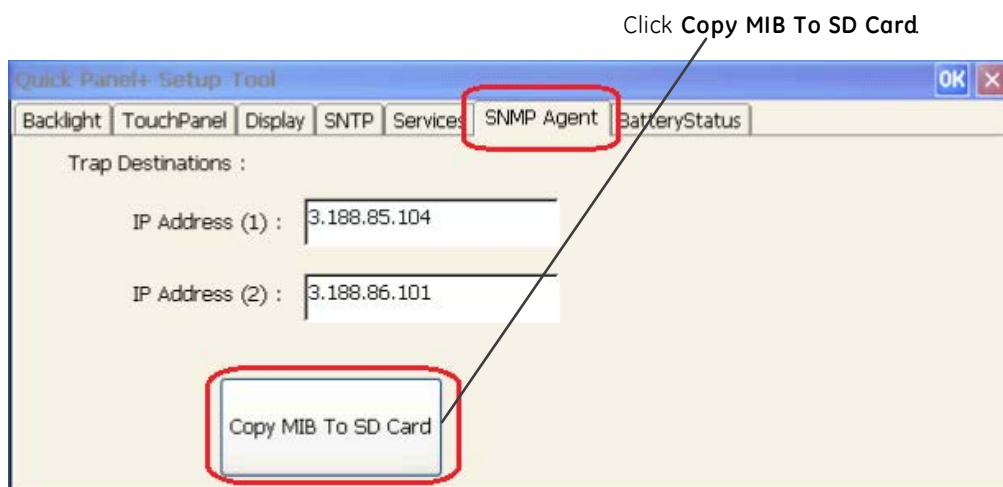 Click Copy MIB To SD Card.
Quick Panel+ Setup Tool OK ×
Backlight TouchPanel Display SNTP Services SNMP Agent BatteryStatus
Trap Destinations :
IP Address (1) : 3.188.85.104
IP Address (2) : 3.188.86.101
Copy MIB To SD Card